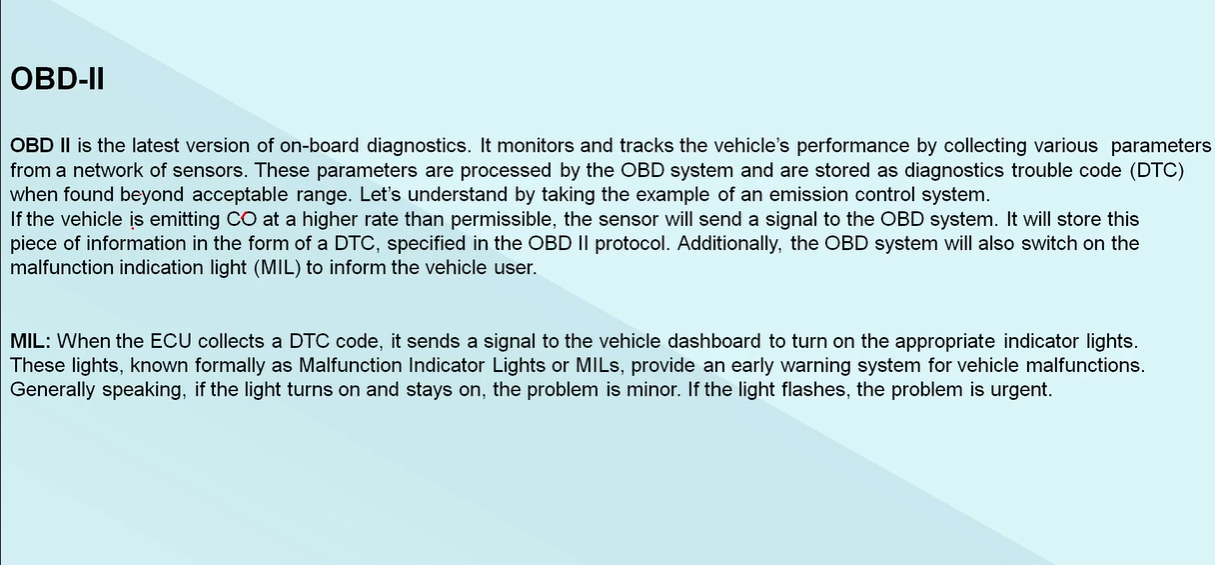 OBD-II
OBD II is the latest version of on-board diagnostics. It monitors and tracks the vehicle's performance by collecting various parameters
from a network of sensors. These parameters are processed by the OBD system and are stored as diagnostics trouble code (DTC)
when found beyond acceptable range. Let's understand by taking the example of an emission control system.
If the vehicle is emitting CO at a higher rate than permissible, the sensor will send a signal to the OBD system. It will store this
piece of information in the form of a DTC, specified in the OBD II protocol. Additionally, the OBD system will also switch on the
malfunction indication light (MIL) to inform the vehicle user.
MIL: When the ECU collects a DTC code, it sends a signal to the vehicle dashboard to turn on the appropriate indicator lights.
These lights, known formally as Malfunction Indicator Lights or MILs, provide an early warning system for vehicle malfunctions.
Generally speaking, if the light turns on and stays on, the problem is minor. If the light flashes, the problem is urgent.